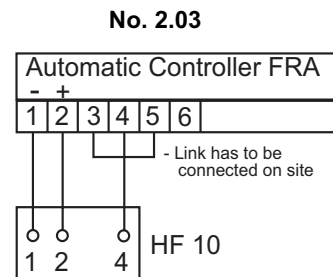 No. 2.03
Automatic Controller FRA
- +
1 2 3 4 5 6
- Link has to be
connected on site
HF 10
1 2 4